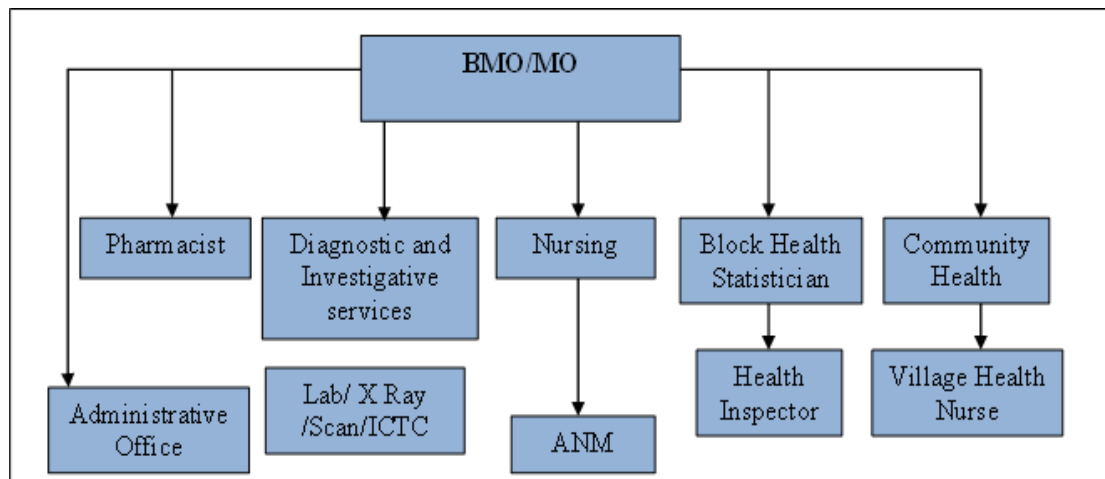 BMO/MO
Pharmacist
Diagnostic and
Investigative
services
Nursing
Block Health
Statistician
Community
Health
Administrative
Office
Lab/ X Ray
/Scan/ICTC
ANM
Health
Inspector
Village Health
Nurse